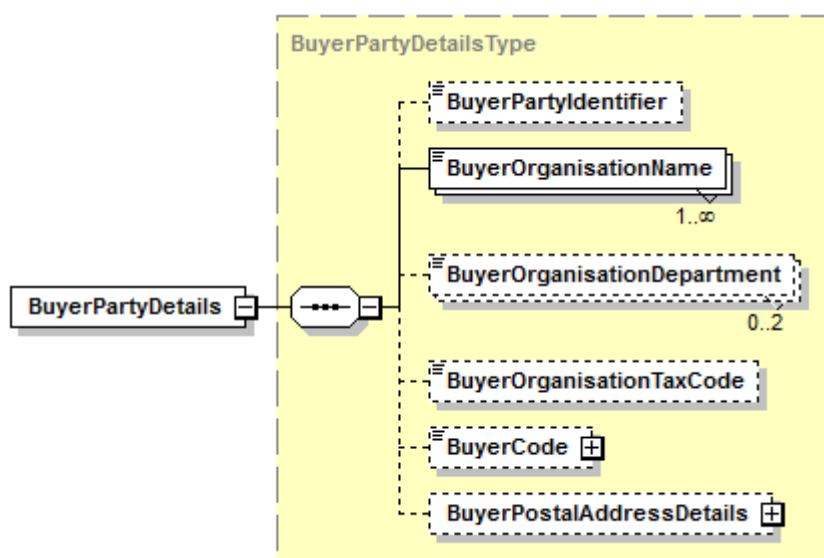 BuyerPartyDetailsType
BuyerPartyIdentifier
BuyerOrganisationName
1..∞
BuyerOrganisationDepartment
0..2
BuyerPartyDetails
BuyerOrganisationTaxCode
BuyerCode
BuyerPostalAddressDetails